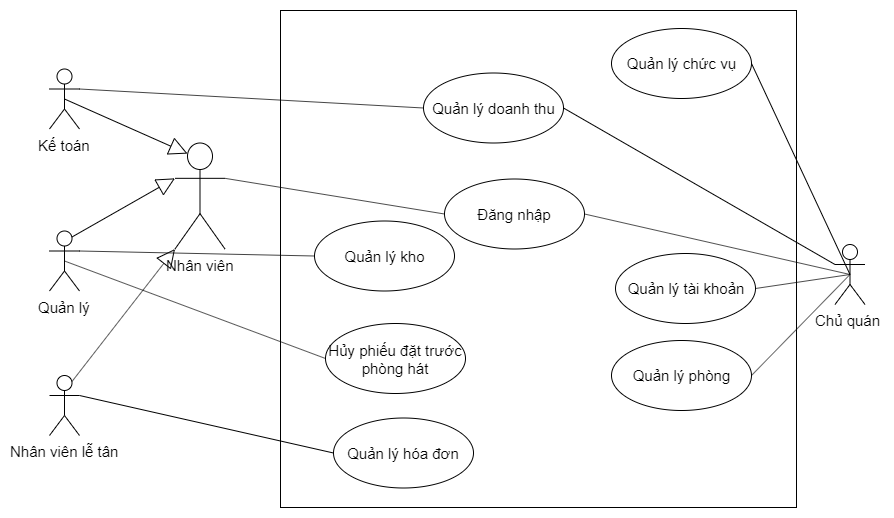 Quản lý chức vụ
Quản lý doanh thu
Kế toán
Đăng nhập
Nhân viên
Quản lý kho
Quản lý tài khoản
Quản lý
Chủ quán
Hủy phiếu đặt trước
phòng hát
Quản lý phòng
Nhân viên lễ tân
Quản lý hóa đơn